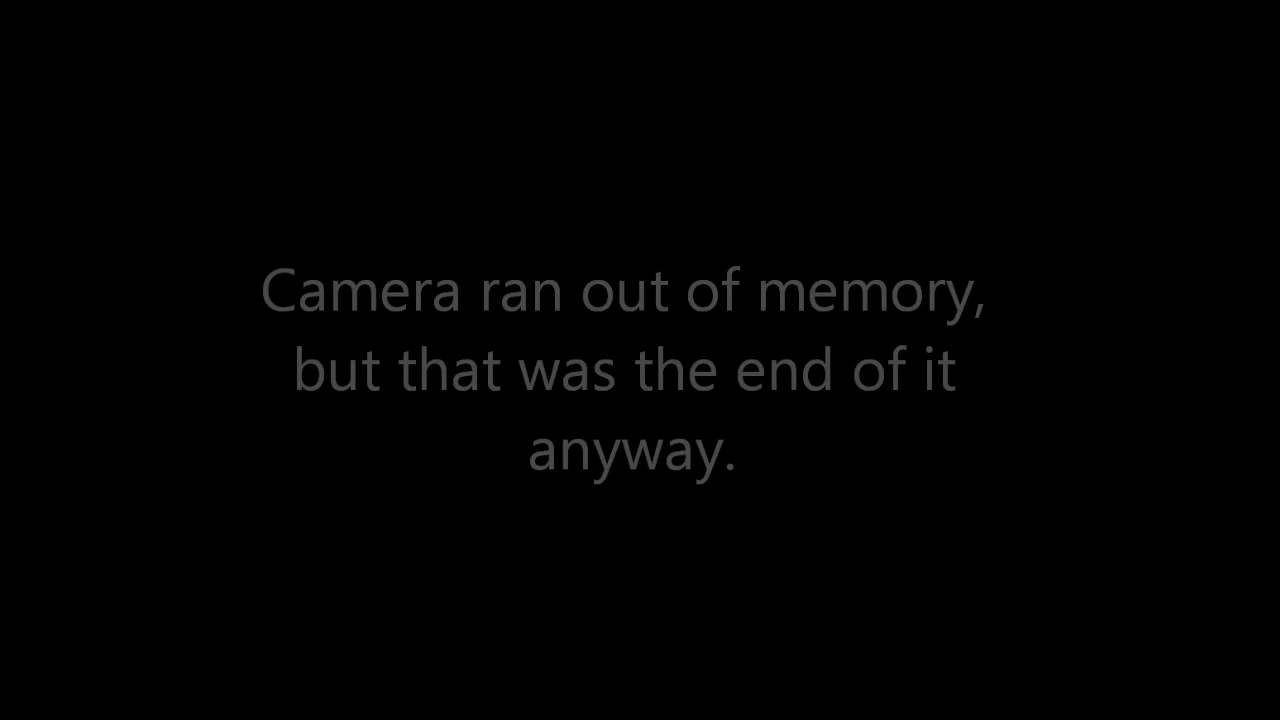 Camera ran out of memory,
but that was the end of it
anyway.